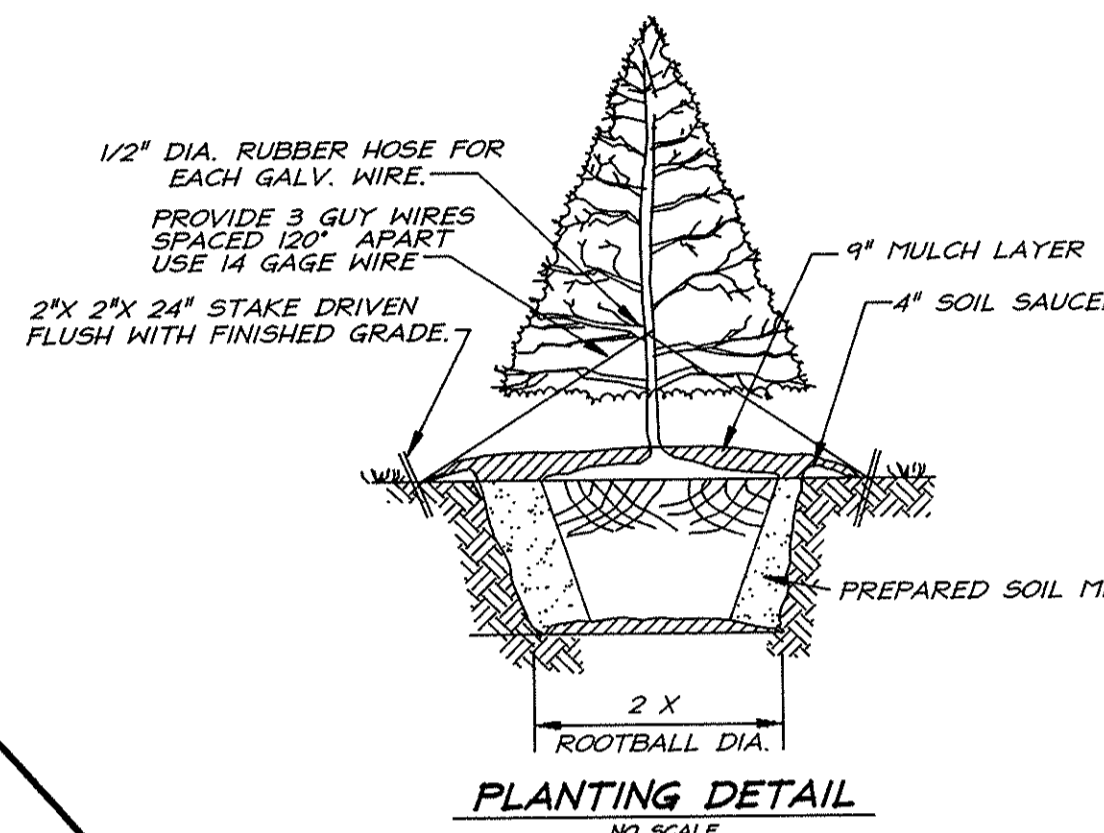 1/2" DIA. RUBBER HOSE FOR
EACH GALV. WIRE.
PROVIDE 3 GUY WIRES
SPACED 120° APART
USE 14 GAGE WIRE
2"X 2"X 24" STAKE DRIVEN
FLUSH WITH FINISHED GRADE.
9" MULCH LAYER
4" SOIL SAUCER
PREPARED SOIL
2 X
ROOTBALL DIA.
PLANTING DETAIL
NO SCALE